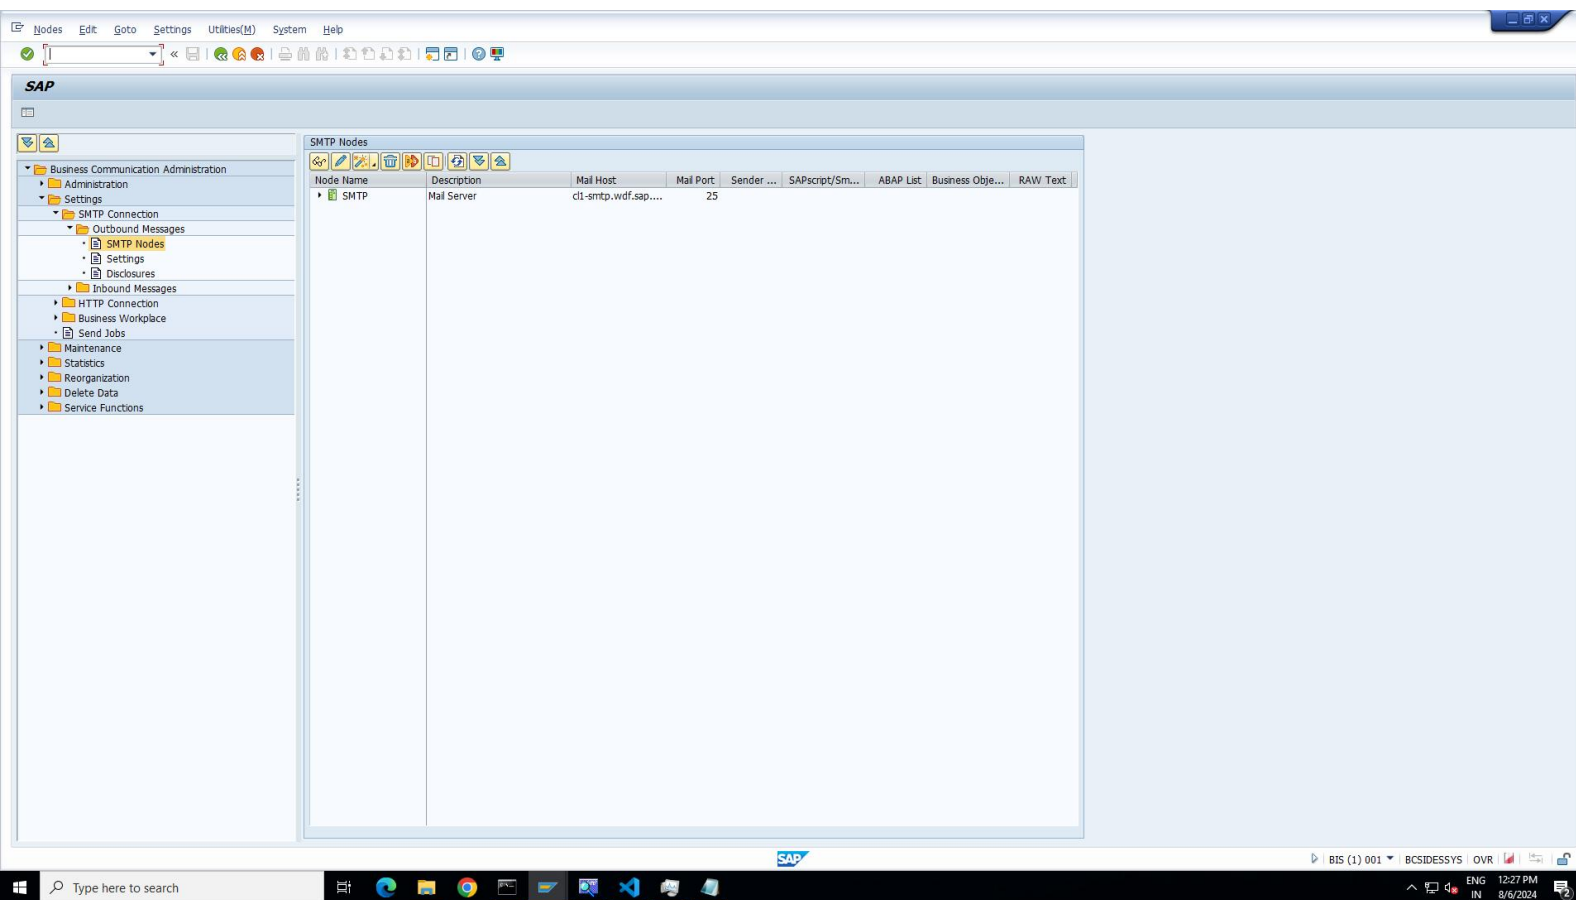 Nodes Edit Goto Settings Utilities(M) System Help
SAP
SMTP Nodes
Node Name Description Mail Host Mail Port Sender ... SAPscript/Sm... ABAP List Business Obje... RAW Text
SMTP Mail Server cl1-smtp.wdf.sap.... 25
Business Communication Administration
Administration
Settings
SMTP Connection
Outbound Messages
SMTP Nodes
Settings
Disclosures
Inbound Messages
HTTP Connection
Business Workplace
Send Jobs
Maintenance
Statistics
Reorganization
Delete Data
Service Functions
SAP
BIS (1) 001 BCSIDESSYS OVR
Type here to search
ENG 12:27 PM
IN 8/6/2024
2